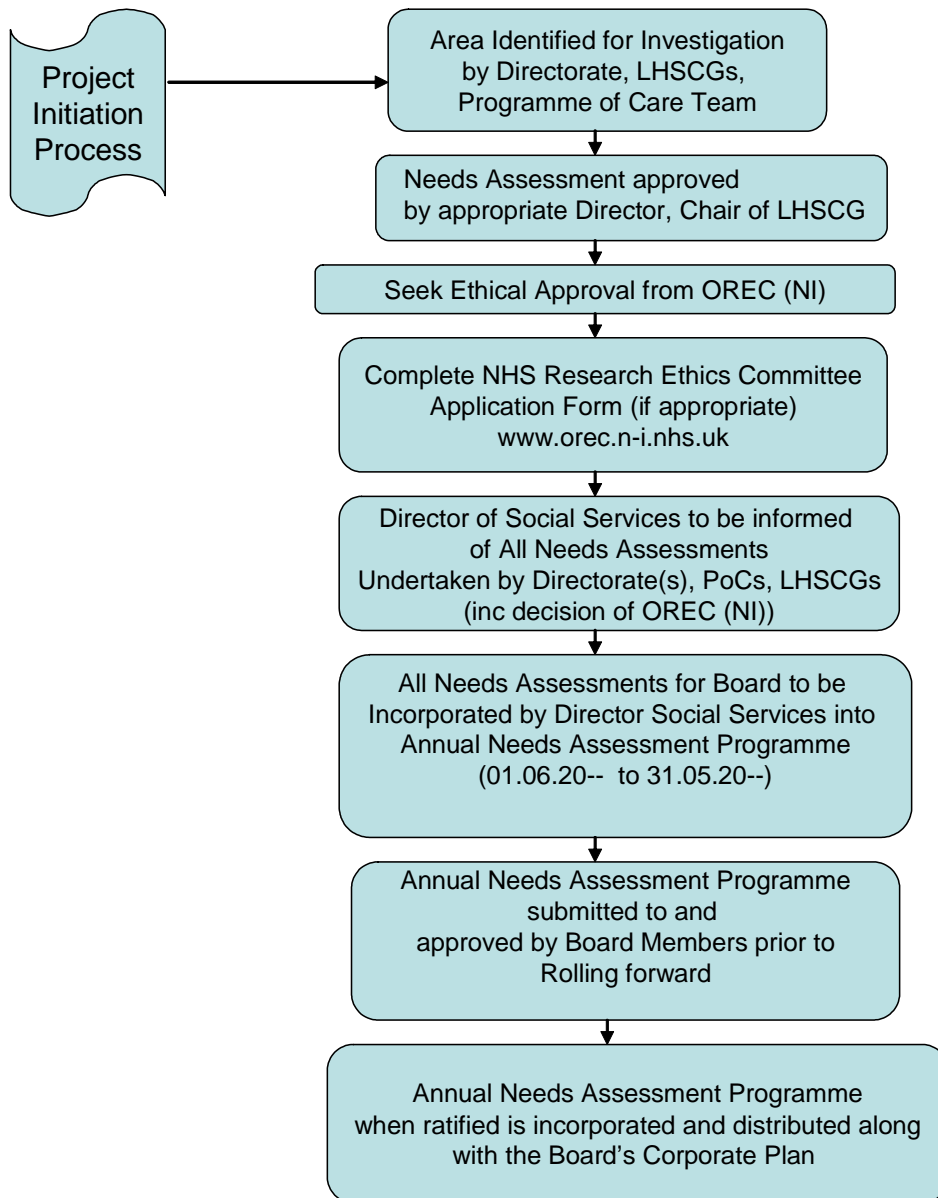 Project
Initiation
Process
Area Identified for Investigation
by Directorate, LHSCGs,
Programme of Care Team
Needs Assessment approved
by appropriate Director, Chair of LHSCG
Seek Ethical Approval from OREC (NI)
Complete NHS Research Ethics Committee
Application Form (if appropriate)
www.orec.n-i.nhs.uk
Director of Social Services to be informed
of All Needs Assessments
Undertaken by Directorate(s), PoCs, LHSCGs
(inc decision of OREC (NI))
All Needs Assessments for Board to be
Incorporated by Director Social Services into
Annual Needs Assessment Programme
(01.06.20-- to 31.05.20--)
Annual Needs Assessment Programme
submitted to and
approved by Board Members prior to
Rolling forward
Annual Needs Assessment Programme
when ratified is incorporated and distributed along
with the Board's Corporate Plan